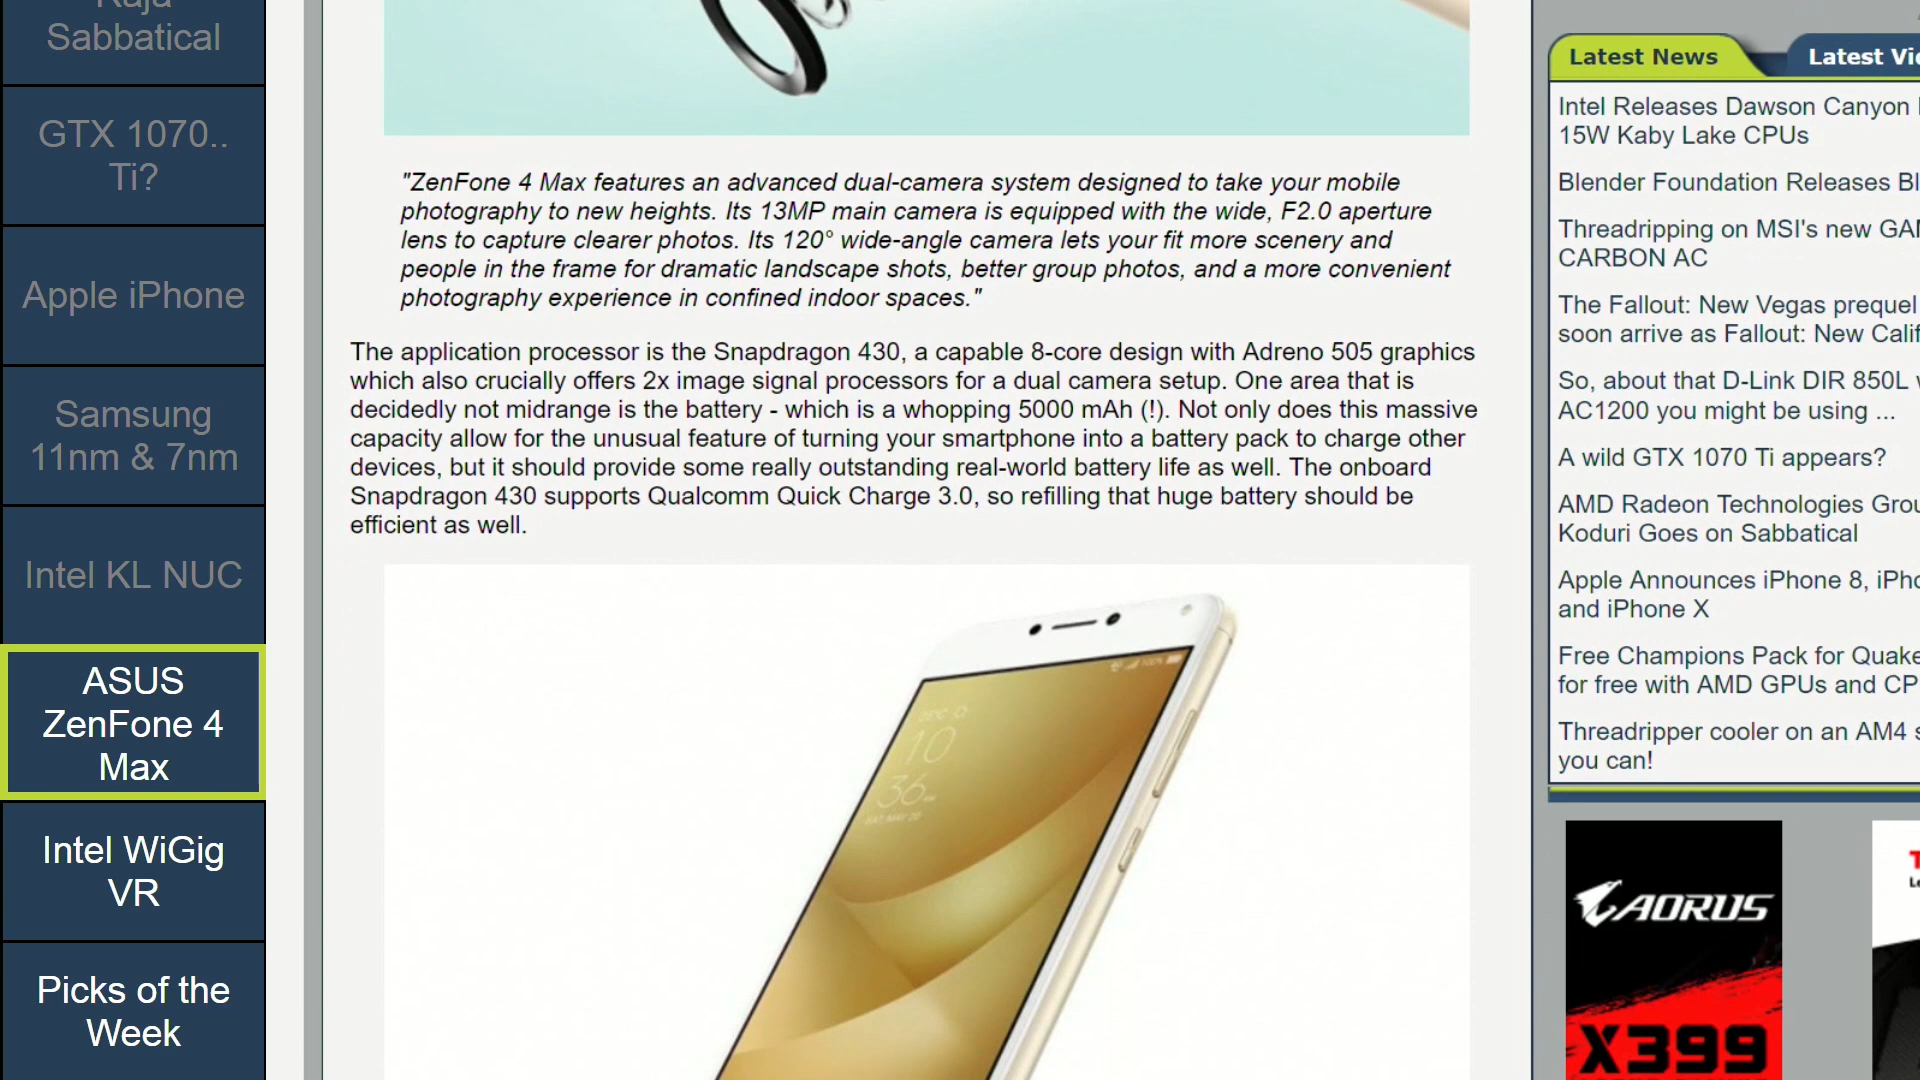 Raja
Sabbatical
GTX 1070..
Ti?
Apple iPhone
Samsung
11nm & 7nm
Intel KL NUC
ASUS
ZenFone 4
Max
Intel WiGig
VR
Picks of the
Week
"ZenFone 4 Max features an advanced dual-camera system designed to take your mobile
photography to new heights. Its 13MP main camera is equipped with the wide, F2.0 aperture
lens to capture clearer photos. Its 120° wide-angle camera lets your fit more scenery and
people in the frame for dramatic landscape shots, better group photos, and a more convenient
photography experience in confined indoor spaces."
The application processor is the Snapdragon 430, a capable 8-core design with Adreno 505 graphics
which also crucially offers 2x image signal processors for a dual camera setup. One area that is
decidedly not midrange is the battery - which is a whopping 5000 mAh (!). Not only does this massive
capacity allow for the unusual feature of turning your smartphone into a battery pack to charge other
devices, but it should provide some really outstanding real-world battery life as well. The onboard
Snapdragon 430 supports Qualcomm Quick Charge 3.0, so refilling that huge battery should be
efficient as well.
10
36
Latest News
Latest
Intel Releases Dawson Canyon
15W Kaby Lake CPUs
Blender Foundation Releases
Threadripping on MSI's new
CARBON AC
The Fallout: New Vegas prequel
soon arrive as Fallout: New
So, about that D-Link DIR 850L
AC1200 you might be using ...
A wild GTX 1070 Ti appears?
AMD Radeon Technologies
Koduri Goes on Sabbatical
Apple Announces iPhone 8,
and iPhone X
Free Champions Pack for Quake
for free with AMD GPUs and
Threadripper cooler on an AM4
you can!
AORUS
X399